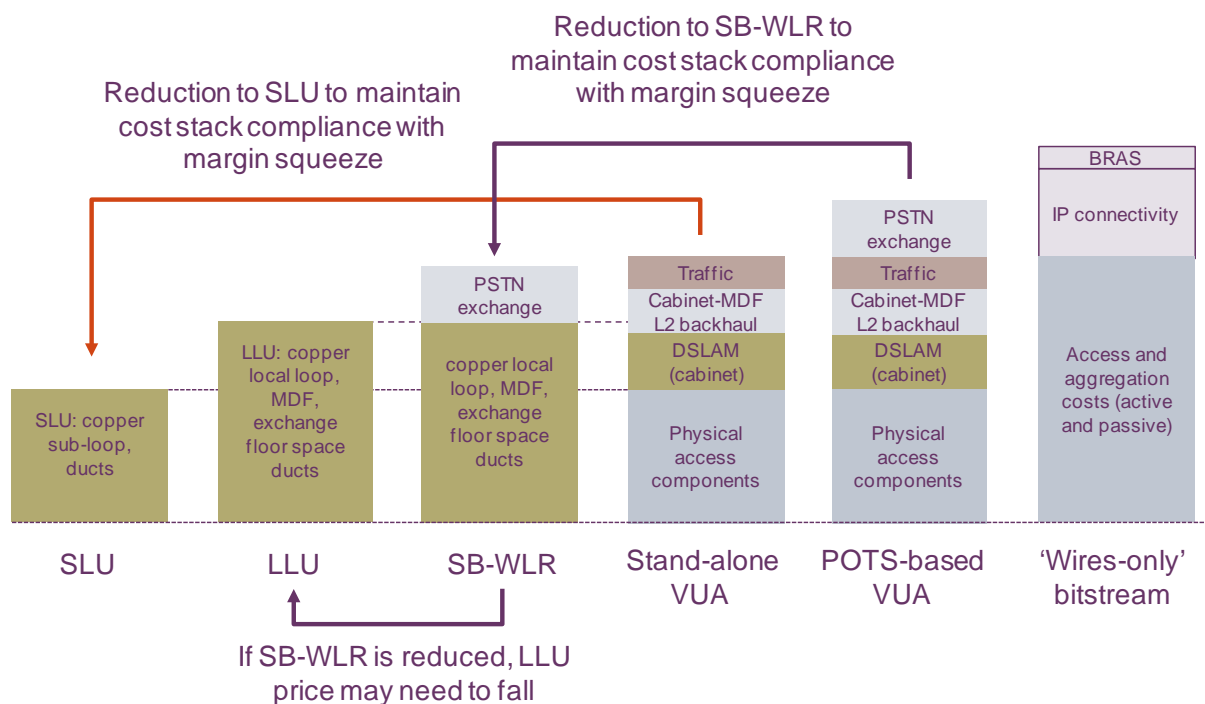 Reduction to SB-WLR to
maintain cost stack compliance
with margin squeeze
Reduction to SLU to maintain
cost stack compliance with
margin squeeze
SLU: copper
sub-loop,
ducts
LLU: copper
local loop,
MDF,
exchange
floor space
ducts
PSTN
exchange
copper local
loop, MDF,
exchange
floor space
ducts
Traffic
Cabinet-MDF
L2 backhaul
DSLAM
(cabinet)
Physical
access
components
PSTN
exchange
Traffic
Cabinet-MDF
L2 backhaul
DSLAM
(cabinet)
Physical
access
components
BRAS
IP connectivity
Access and
aggregation
costs (active
and passive)
SLU
LLU
SB-WLR
Stand-alone
VUA
POTS-based
VUA
‘Wires-only’
bitstream
If SB-WLR is reduced, LLU
price may need to fall